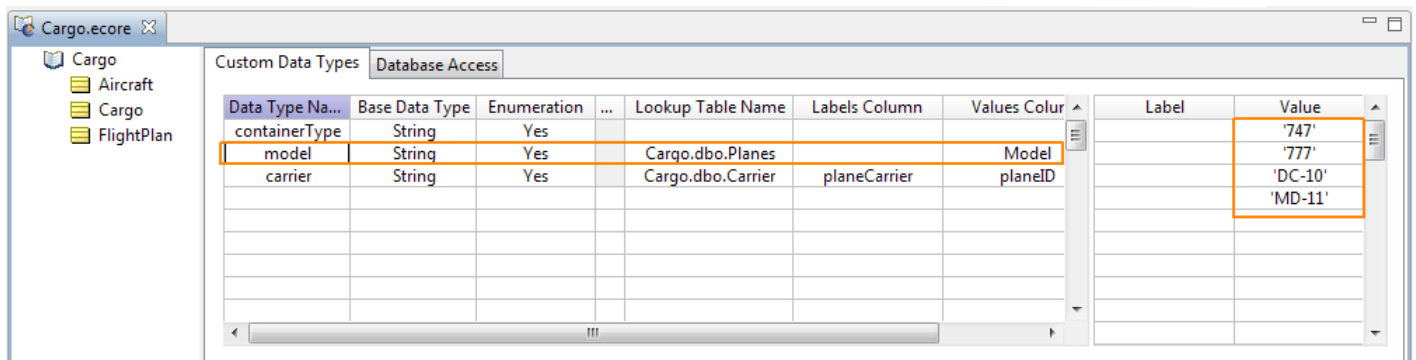 Cargo.ecore
Cargo
Aircraft
Cargo
FlightPlan
Custom Data Types Database Access
Data Type Na... Base Data Type Enumeration ... Lookup Table Name Labels Column Values Colur Label Value
containerType String Yes '747'
model String Yes Cargo.dbo.Planes Model '777'
carrier String Yes Cargo.dbo.Carrier planeCarrier planeID 'DC-10'
'MD-11'